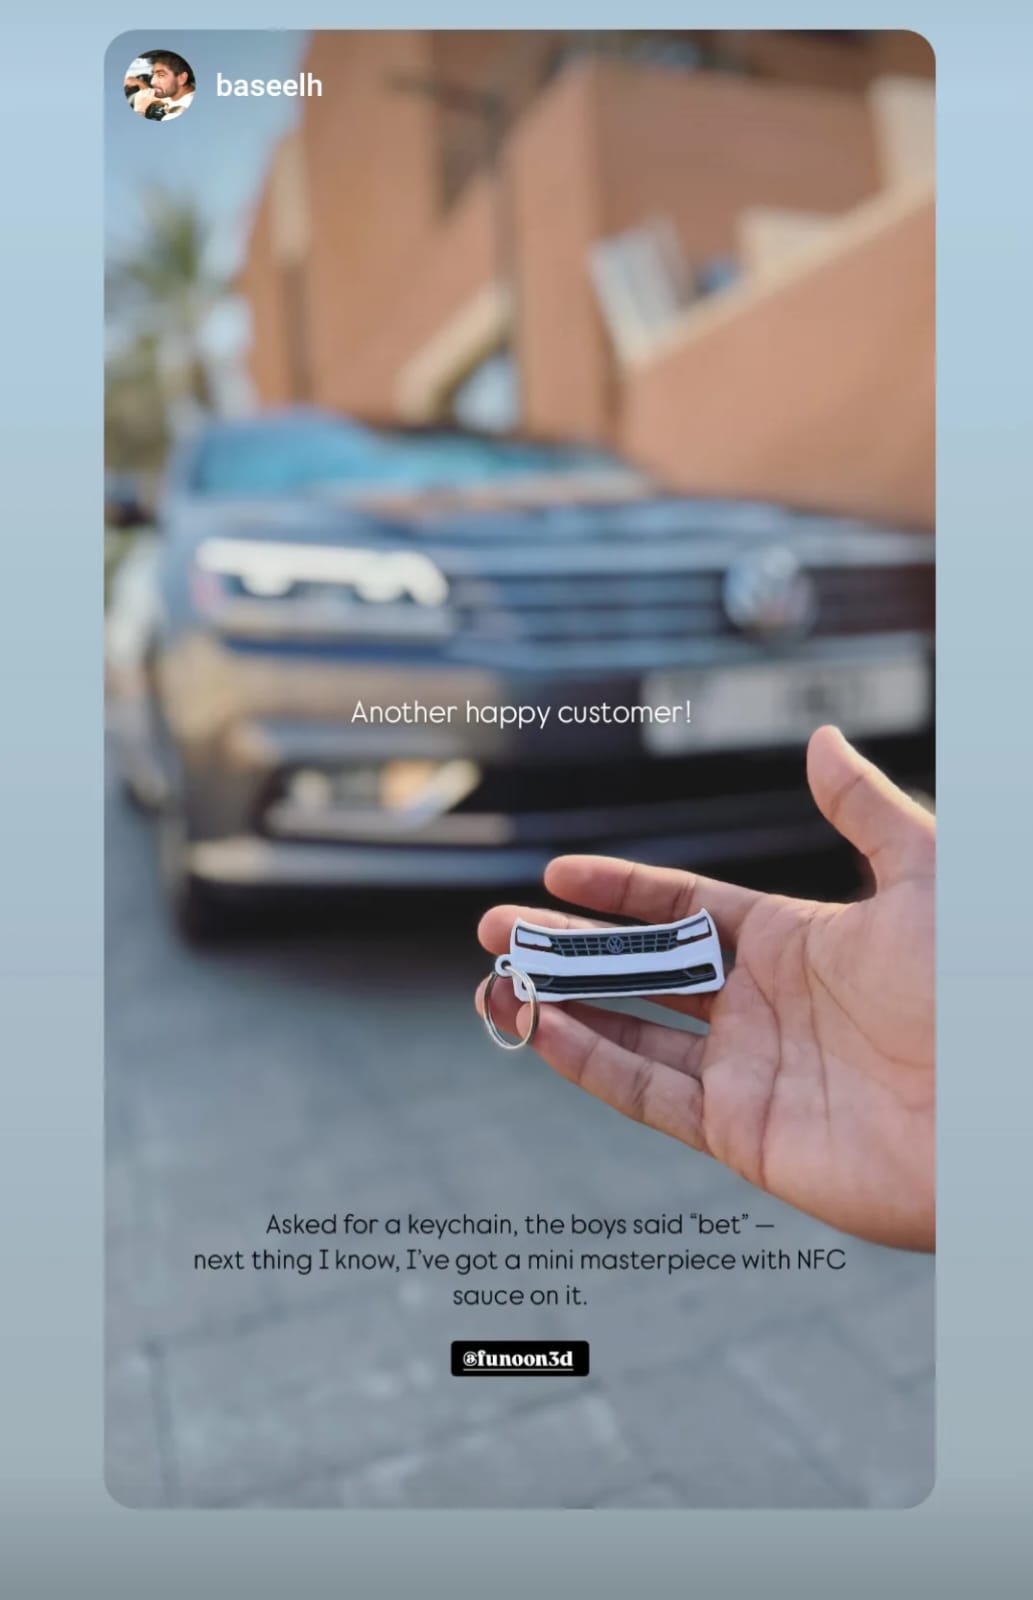 baseelh
Another happy customer!
Asked for a keychain, the boys said “bet” —
next thing I know, I’ve got a mini masterpiece with NFC
sauce on it.
@funoon3d